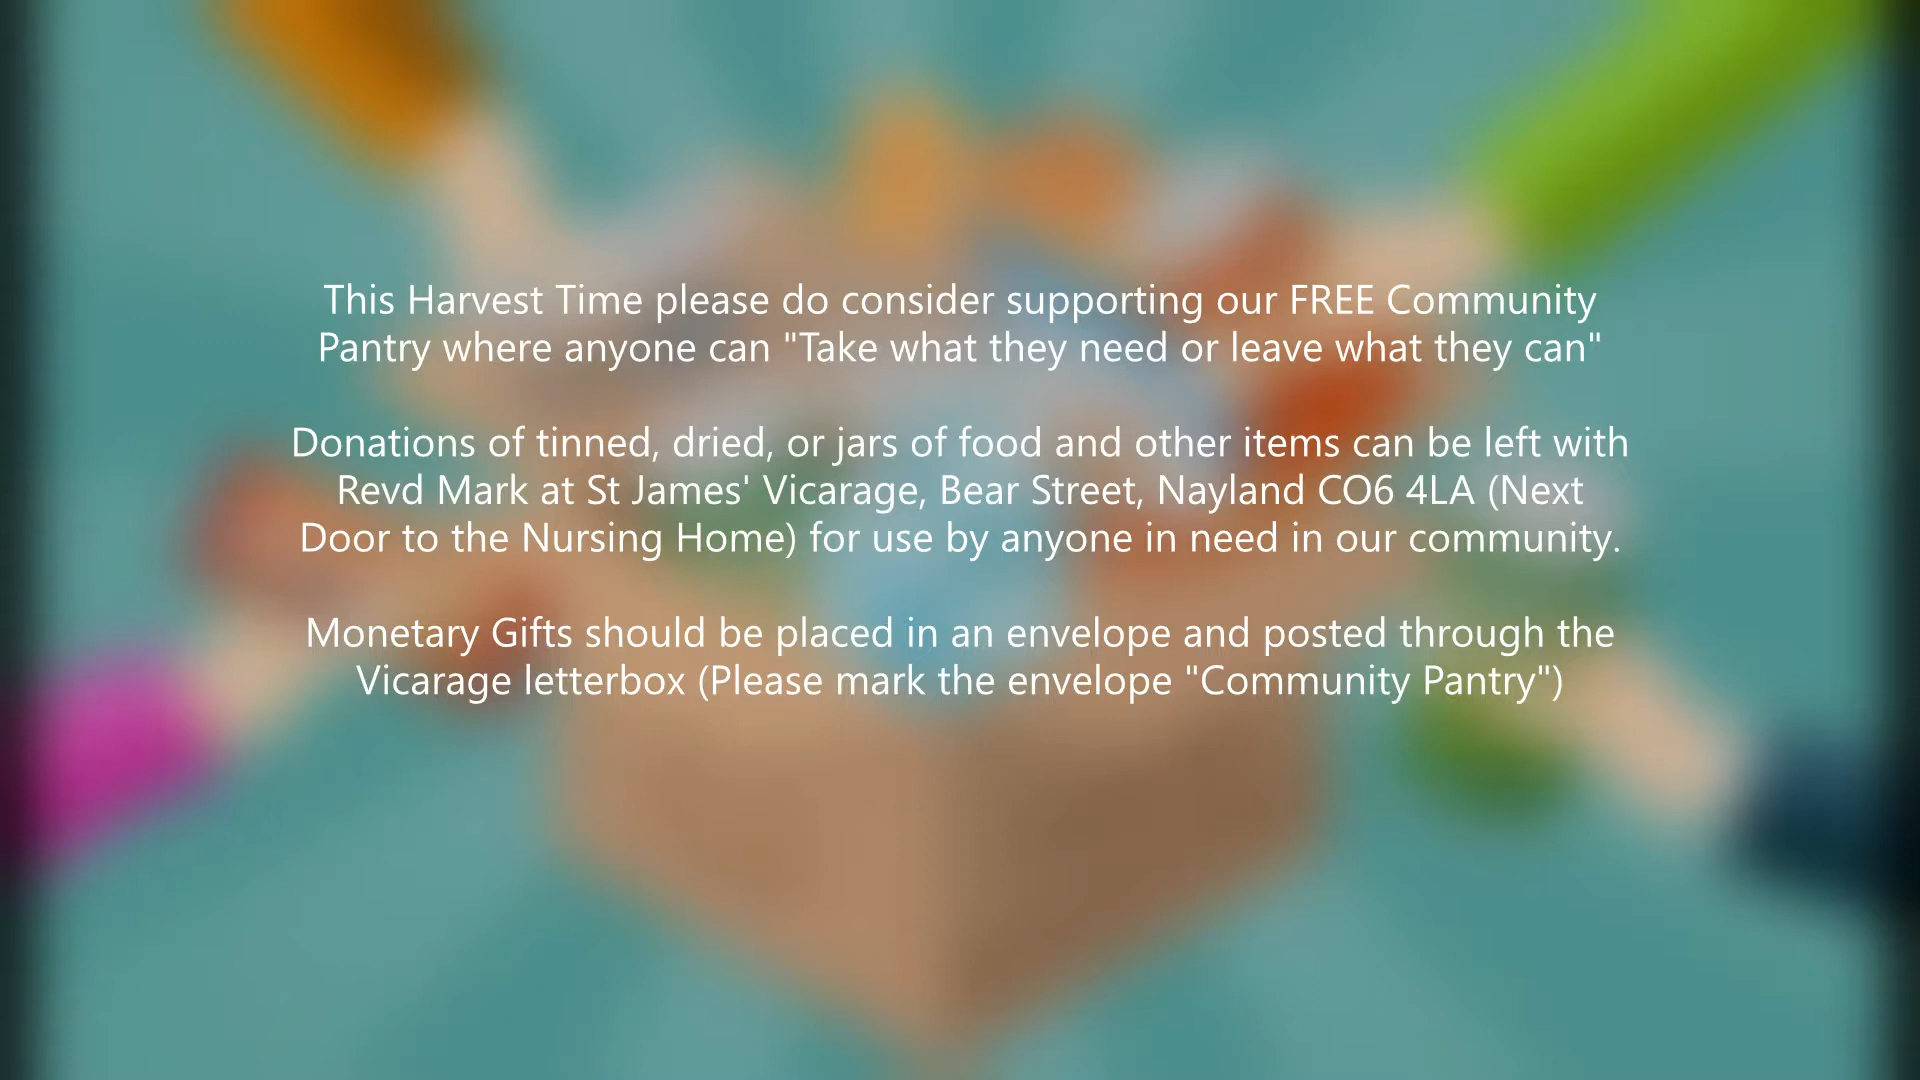 This Harvest Time please do consider supporting our FREE Community
Pantry where anyone can "Take what they need or leave what they can"
Donations of tinned, dried, or jars of food and other items can be left with
Revd Mark at St James' Vicarage, Bear Street, Nayland CO6 4LA (Next
Door to the Nursing Home) for use by anyone in need in our community.
Monetary Gifts should be placed in an envelope and posted through the
Vicarage letterbox (Please mark the envelope "Community Pantry")